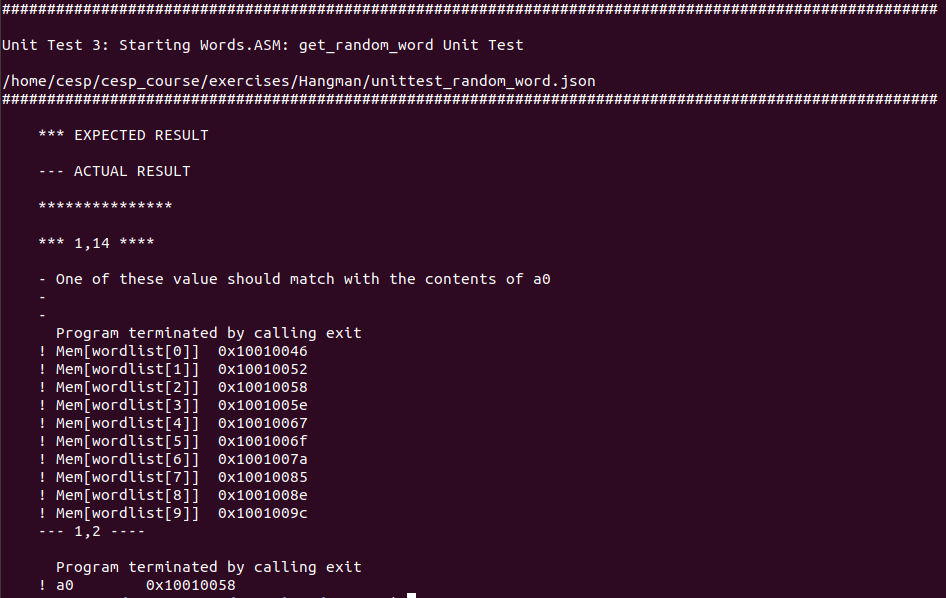 ########################################################################################################
Unit Test 3: Starting Words.ASM: get_random_word Unit Test
/home/cesp/cesp_course/exercises/Hangman/unittest_random_word.json
########################################################################################################
*** EXPECTED RESULT
--- ACTUAL RESULT
***************
*** 1,14 ****
- One of these value should match with the contents of a0
-
-
Program terminated by calling exit
! Mem[wordlist[0]]  0x10010046
! Mem[wordlist[1]]  0x10010052
! Mem[wordlist[2]]  0x10010058
! Mem[wordlist[3]]  0x1001005e
! Mem[wordlist[4]]  0x10010067
! Mem[wordlist[5]]  0x1001006f
! Mem[wordlist[6]]  0x1001007a
! Mem[wordlist[7]]  0x10010085
! Mem[wordlist[8]]  0x1001008e
! Mem[wordlist[9]]  0x1001009c
--- 1,2 ----
Program terminated by calling exit
! a0        0x10010058